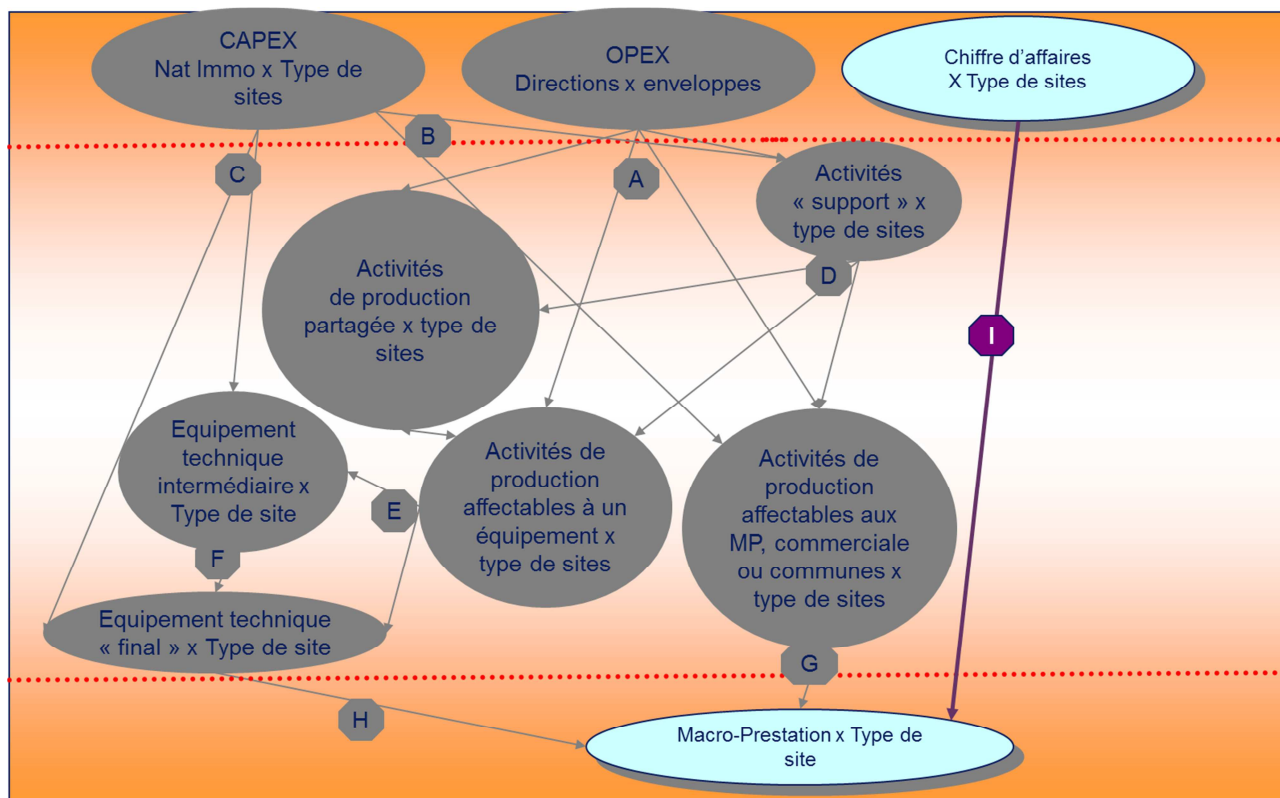 CAPEX
Nat Immo x Type de
sites
OPEX
Directions x enveloppes
Chiffre d'affaires
X Type de sites
B
C
A
Activités
« support » x
type de sites
D
Activités
de production
partagée x type de
sites
I
Equipement
technique
intermédiaire x
Type de site
E
Activités de
production
affectables à un
équipement x
type de sites
Activités de
production
affectables aux
MP, commerciale
ou communes x
type de sites
F
Equipement technique
« final » x Type de site
G
H
Macro-Prestation x Type de
site